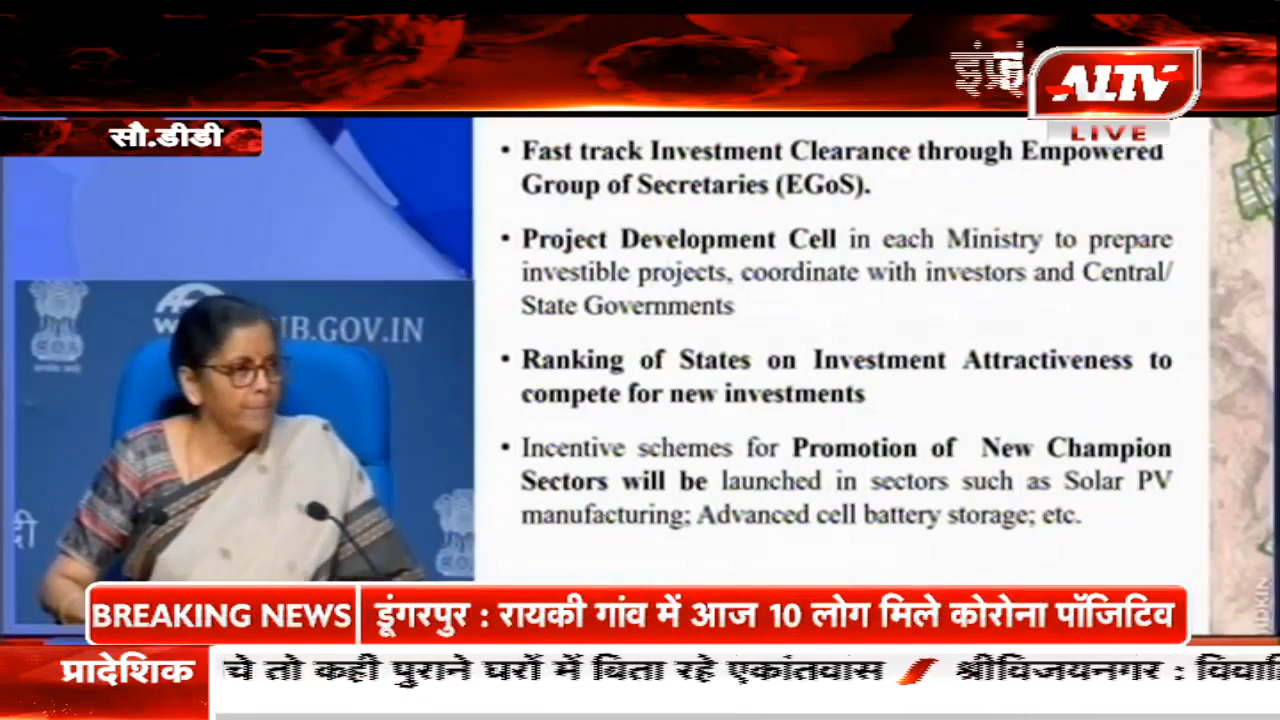 ALTV
LIVE
सौ.डीडी
• Fast track Investment Clearance through Empowered
Group of Secretaries (EGoS).
• Project Development Cell in each Ministry to prepare
investible projects, coordinate with investors and Central/
State Governments
• Ranking of States on Investment Attractiveness to
compete for new investments
• Incentive schemes for Promotion of New Champion
Sectors will be launched in sectors such as Solar PV
manufacturing; Advanced cell battery storage; etc.
IB.GOV.IN
BREAKING NEWS
डूंगरपुर : रायकी गांव में आज 10 लोग मिले कोरोना पॉजिटिव
प्रादेशिक
चे तो कही पुराने घरों में बिता रहे एकांतवास
श्रीविजयनगर :